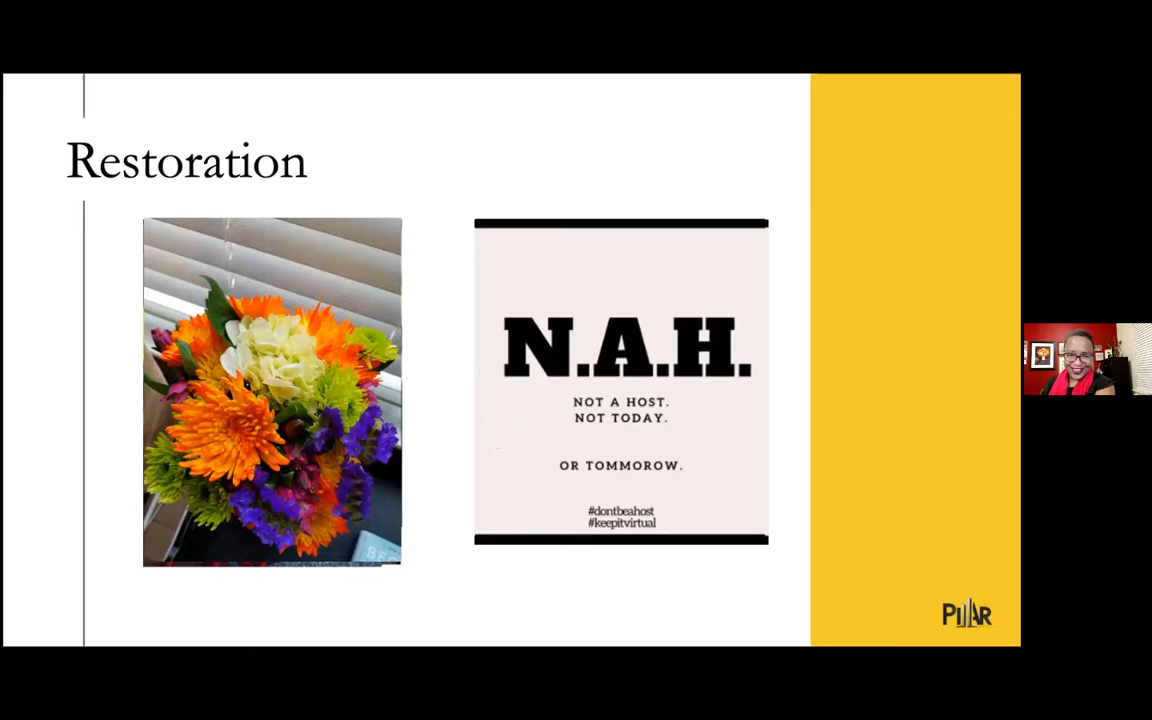 Restoration
N.A.H.
NOT A HOST.
NOT TODAY.
OR TOMMOROW.
#dontbeahost
#keepitvirtual
PILLAR